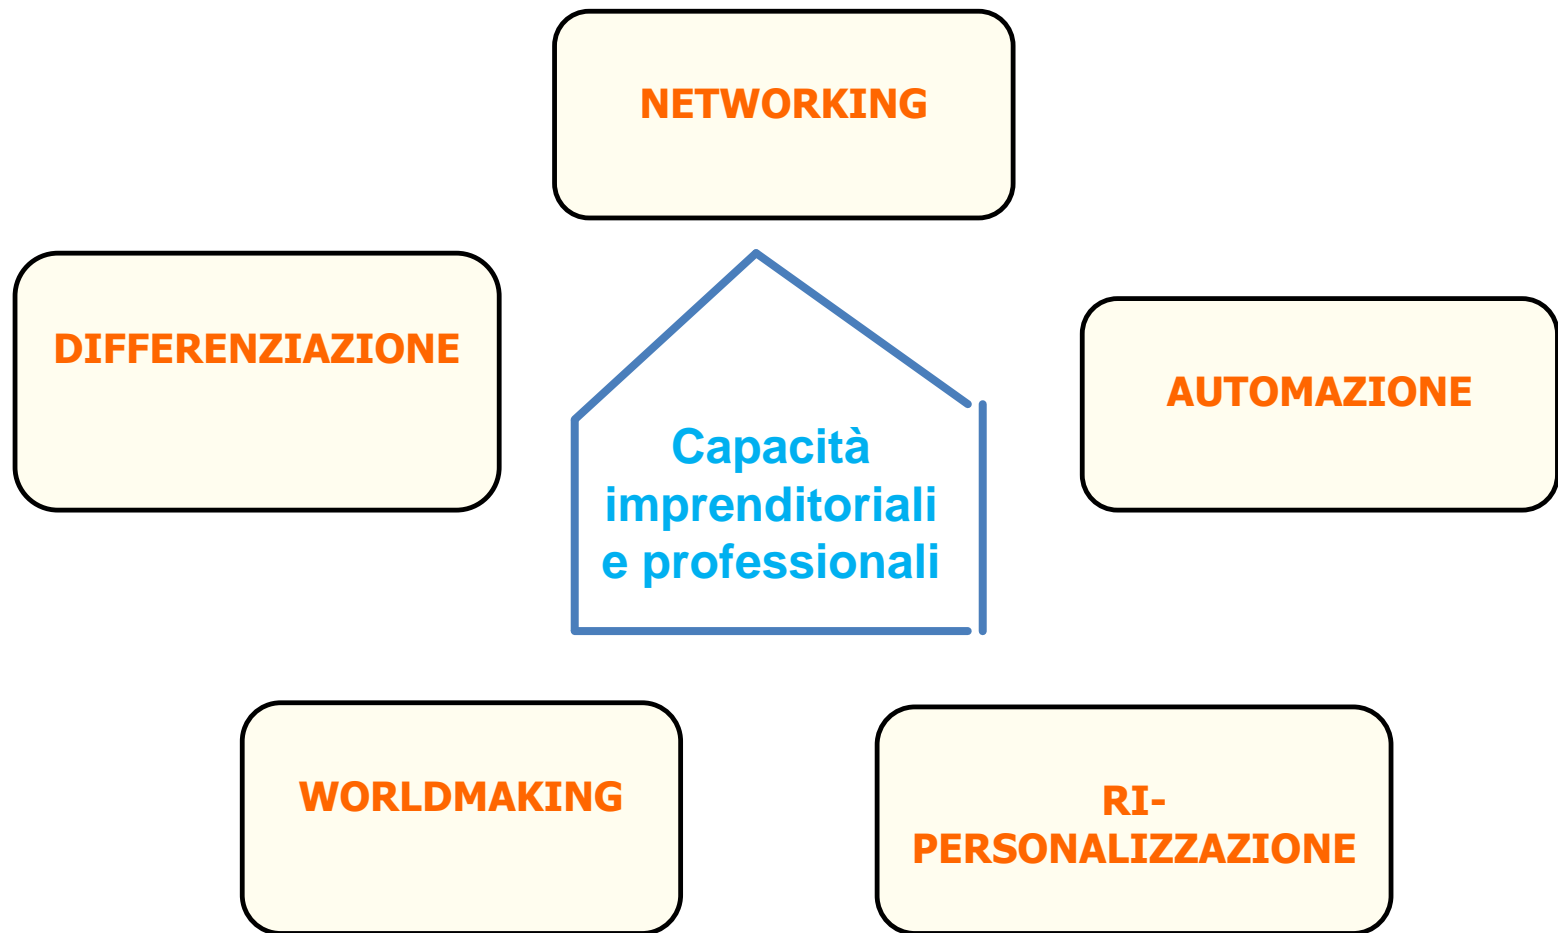 NETWORKING
DIFFERENZIAZIONE
AUTOMAZIONE
Capacità
imprenditoriali
e professionali
WORLDMAKING
RI-
PERSONALIZZAZIONE